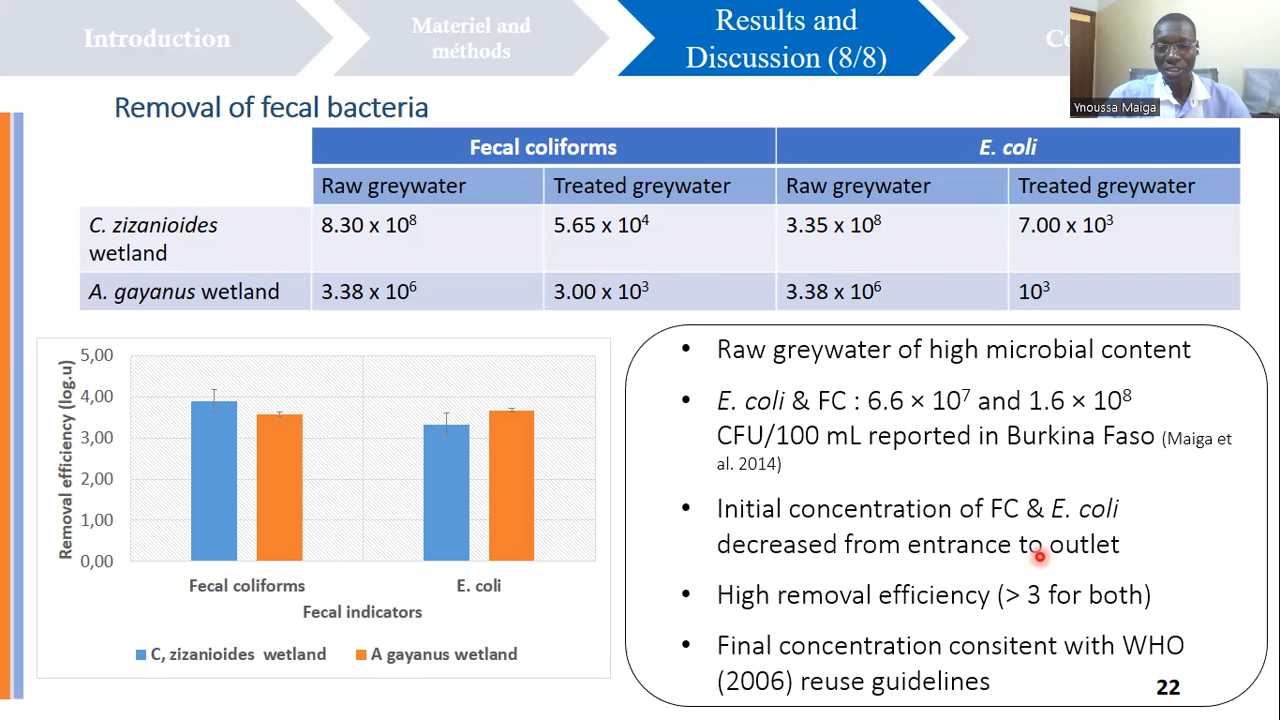 Introduction
Materiel and
méthods
Results and
Discussion (8/8)
Co
Ynoussa Maiga
Removal of fecal bacteria
Fecal coliforms E. coli
Raw greywater Treated greywater Raw greywater Treated greywater
C. zizanioides
wetland
8.30 x 10⁸ 5.65 x 10⁴ 3.35 x 10⁸ 7.00 x 10³
A. gayanus wetland 3.38 x 10⁶ 3.00 x 10³ 3.38 x 10⁶ 10³
Removal efficiency (log.u)
5,00
4,00
3,00
2,00
1,00
0,00
Fecal coliforms E. coli
Fecal indicators
C, zizanioides wetland A gayanus wetland
• Raw greywater of high microbial content
• E. coli & FC : 6.6 × 10⁷ and 1.6 × 10⁸
CFU/100 mL reported in Burkina Faso (Maiga et
al. 2014)
• Initial concentration of FC & E. coli
decreased from entrance to outlet
• High removal efficiency (> 3 for both)
• Final concentration consitent with WHO
(2006) reuse guidelines
22